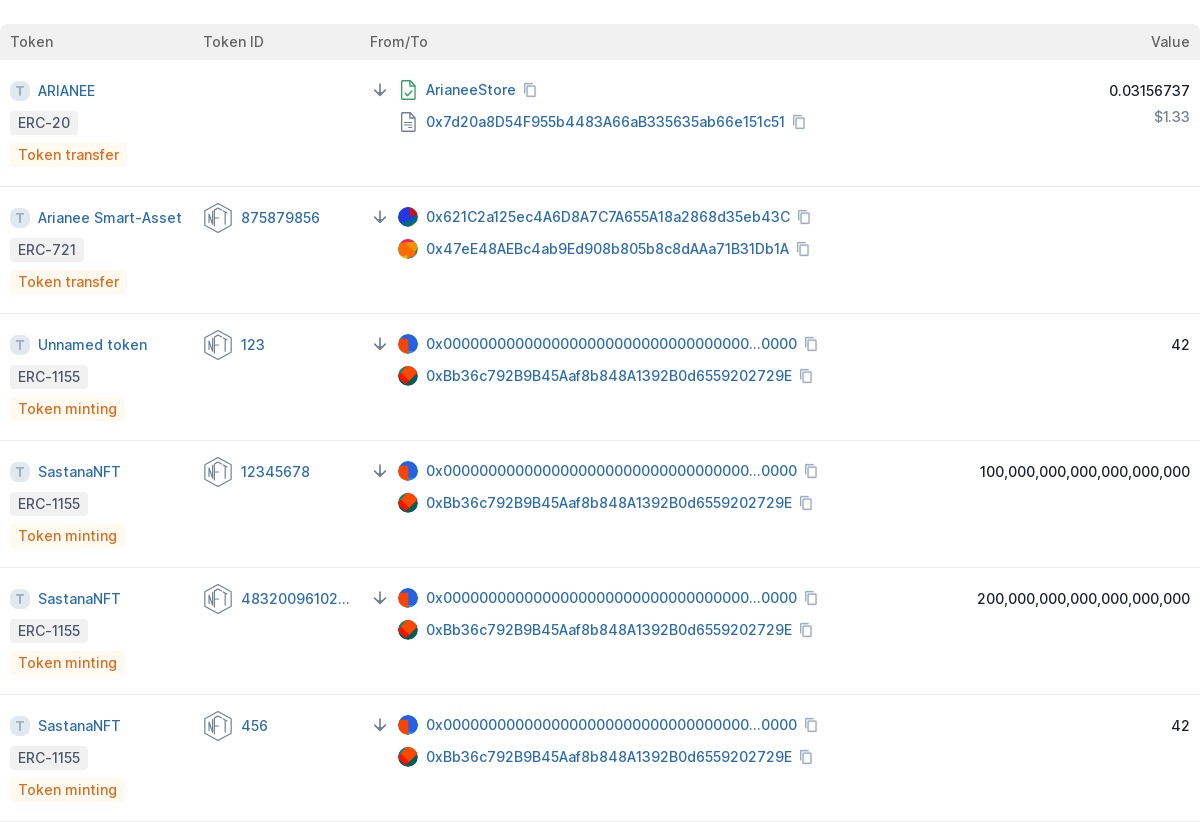 Token Token ID From/To Value
T ARIANEE ArianeeStore 0.03156737
ERC-20 0x7d20a8D54F955b4483A66aB335635ab66e151c51 $1.33
Token transfer
T Arianee Smart-Asset NFT 875879856 0x621C2a125ec4A6D8A7C7A655A18a2868d35eb43C
ERC-721 0x47eE48AEBc4ab9Ed908b805b8c8dAAa71B31Db1A
Token transfer
T Unnamed token NFT 123 0x00000000000000000000000000000000000...0000 42
ERC-1155 0xBb36c792B9B45Aaf8b848A1392B0d6559202729E
Token minting
T SastanaNFT NFT 12345678 0x00000000000000000000000000000000000...0000 100,000,000,000,000,000,000
ERC-1155 0xBb36c792B9B45Aaf8b848A1392B0d6559202729E
Token minting
T SastanaNFT NFT 48320096102... 0x00000000000000000000000000000000000...0000 200,000,000,000,000,000,000
ERC-1155 0xBb36c792B9B45Aaf8b848A1392B0d6559202729E
Token minting
T SastanaNFT NFT 456 0x00000000000000000000000000000000000...0000 42
ERC-1155 0xBb36c792B9B45Aaf8b848A1392B0d6559202729E
Token minting